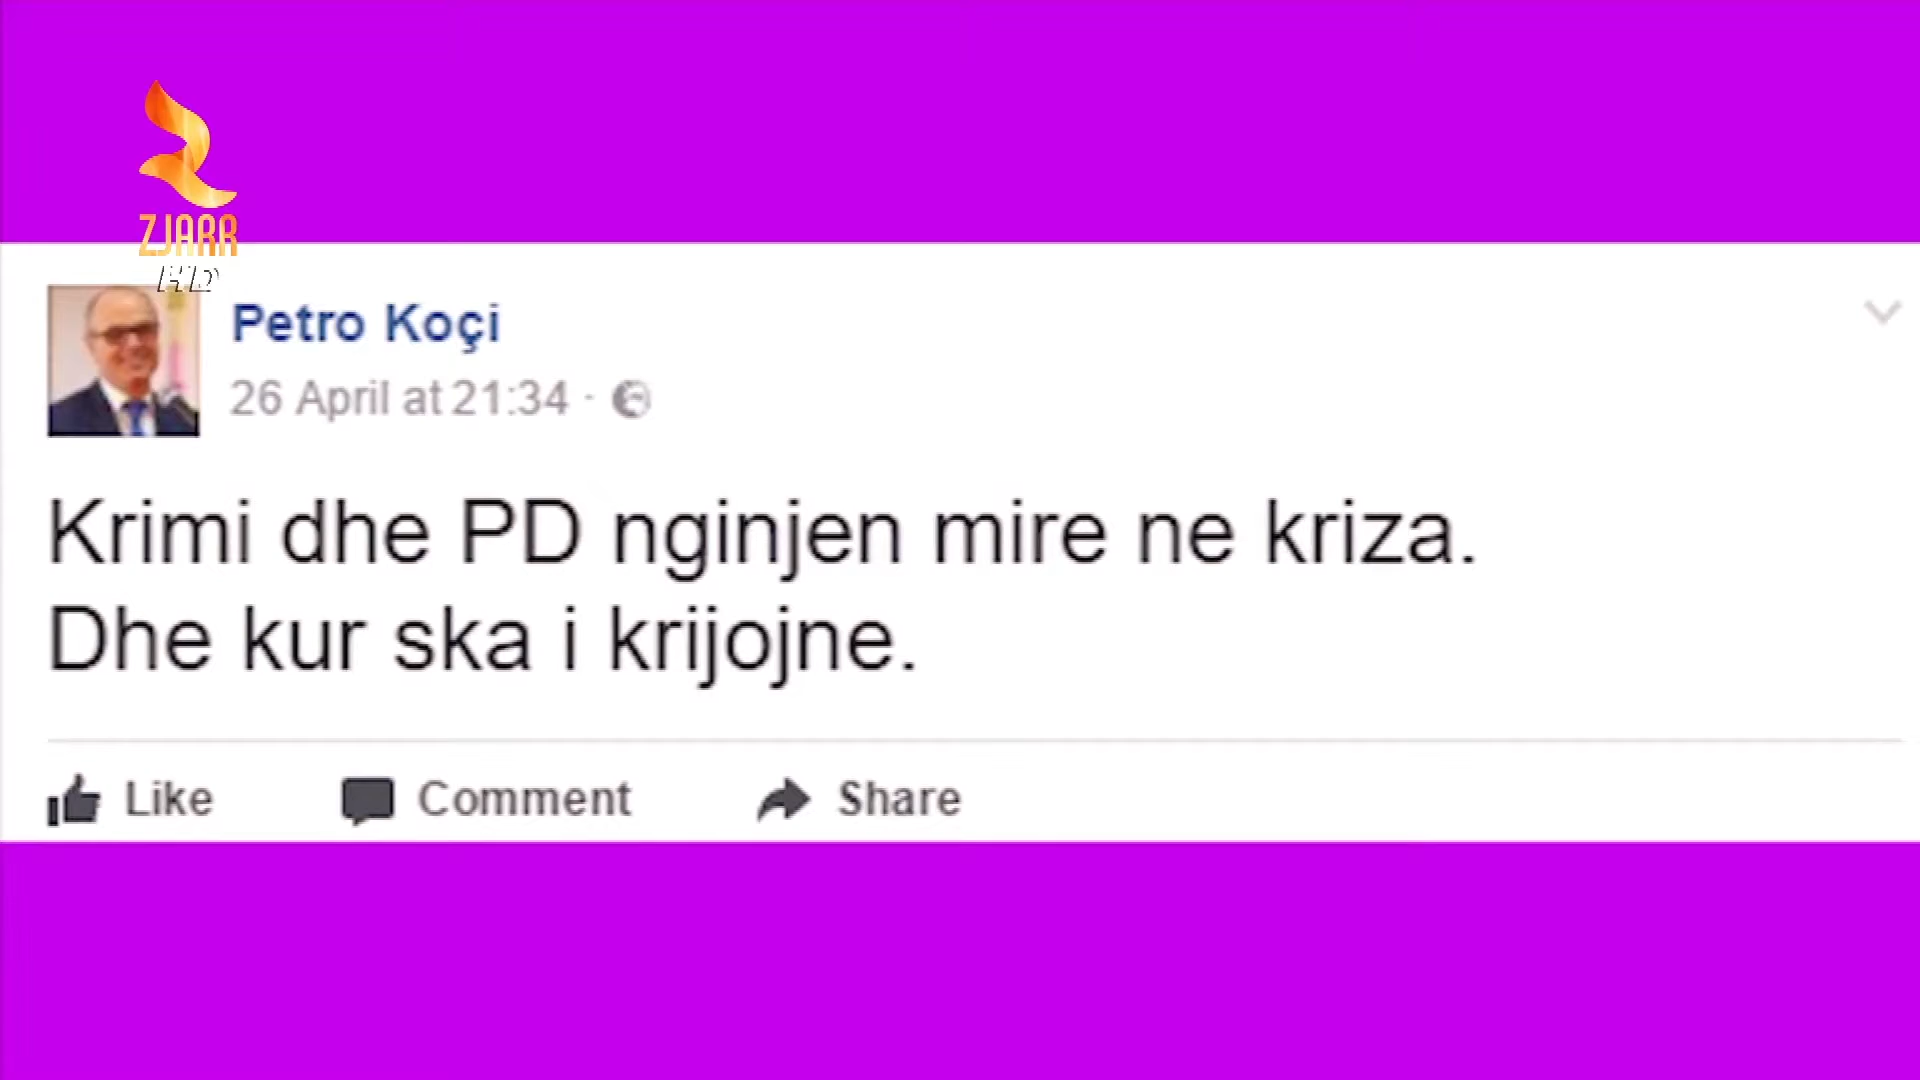 ZJARR
HD
Petro Koçi
26 April at 21:34 ·
Krimi dhe PD nginjen mire ne kriza.
Dhe kur ska i krijojne.
Like Comment Share